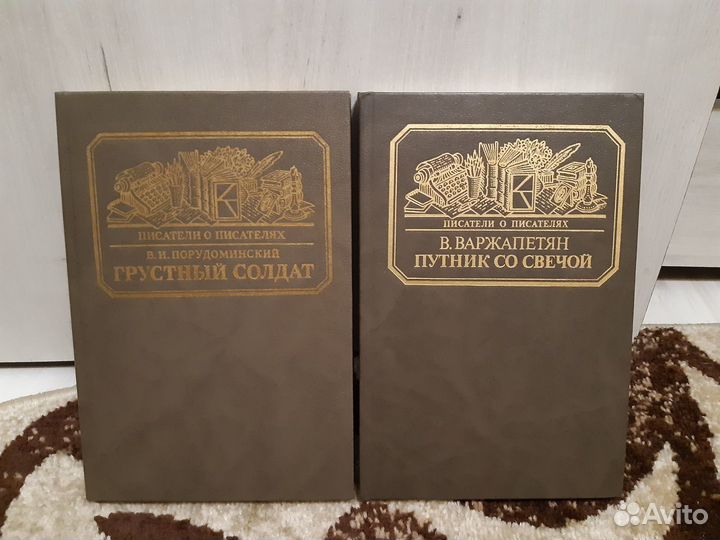 ПИСАТЕЛИ О ПИСАТЕЛЯХ
В. И. ПОРУДОМИНСКИЙ
ГРУСТНЫЙ СОЛДАТ
ПИСАТЕЛИ О ПИСАТЕЛЯХ
В. ВАРЖАПЕТЯН
ПУТНИК СО СВЕЧОЙ
Avito